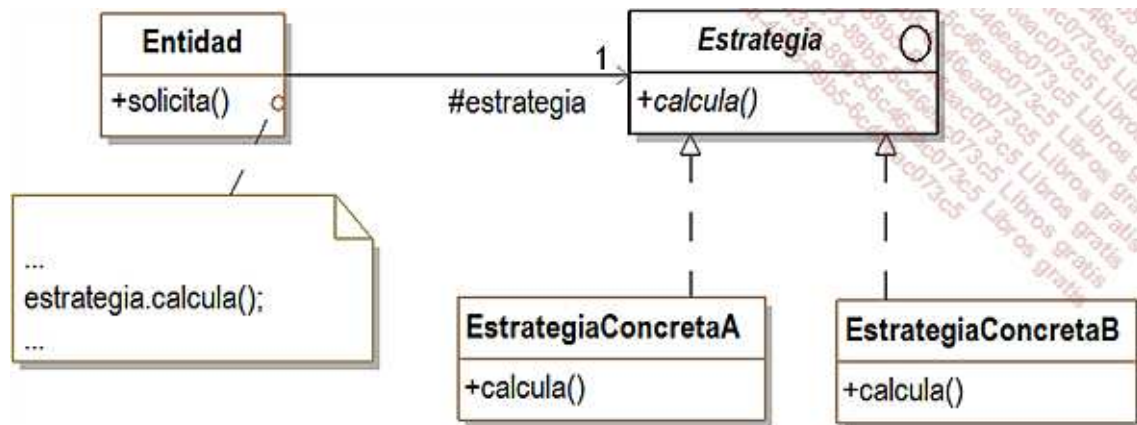 Entidad
+solicita()
1
#estrategia
Estrategia
+calcula()
...
estrategia.calcula();
...
EstrategiaConcretaA
+calcula()
EstrategiaConcretaB
+calcula()
Libros gratis